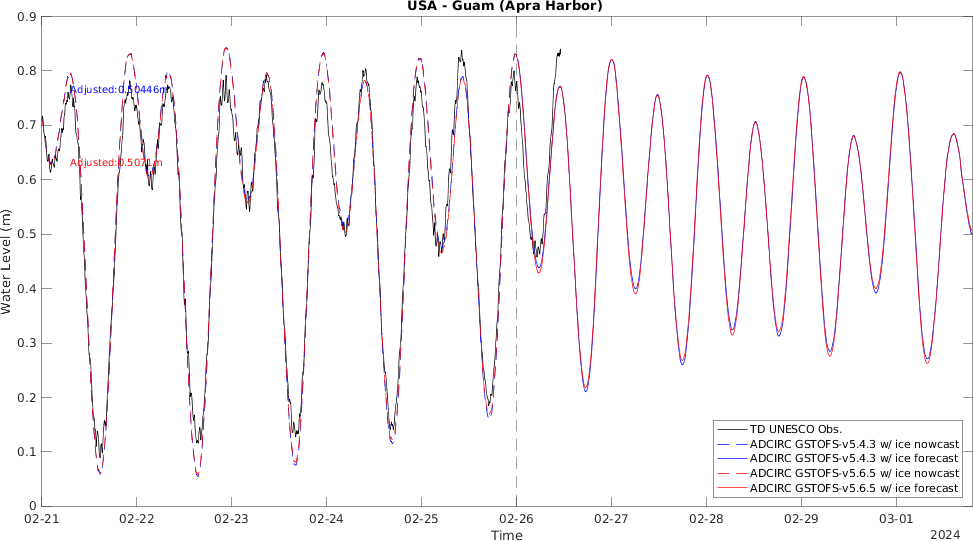 USA - Guam (Apra Harbor)
0.9
0.8
0.7
0.6
0.5
0.4
0.3
0.2
0.1
0
Water Level (m)
Adjusted:0.50446m
Adjusted:0.5071m
TD UNESCO Obs.
ADCIRC GSTOFS-v5.4.3 w/ ice nowcast
ADCIRC GSTOFS-v5.4.3 w/ ice forecast
ADCIRC GSTOFS-v5.6.5 w/ ice nowcast
ADCIRC GSTOFS-v5.6.5 w/ ice forecast
02-21 02-22 02-23 02-24 02-25 02-26 02-27 02-28 02-29 03-01
Time
2024